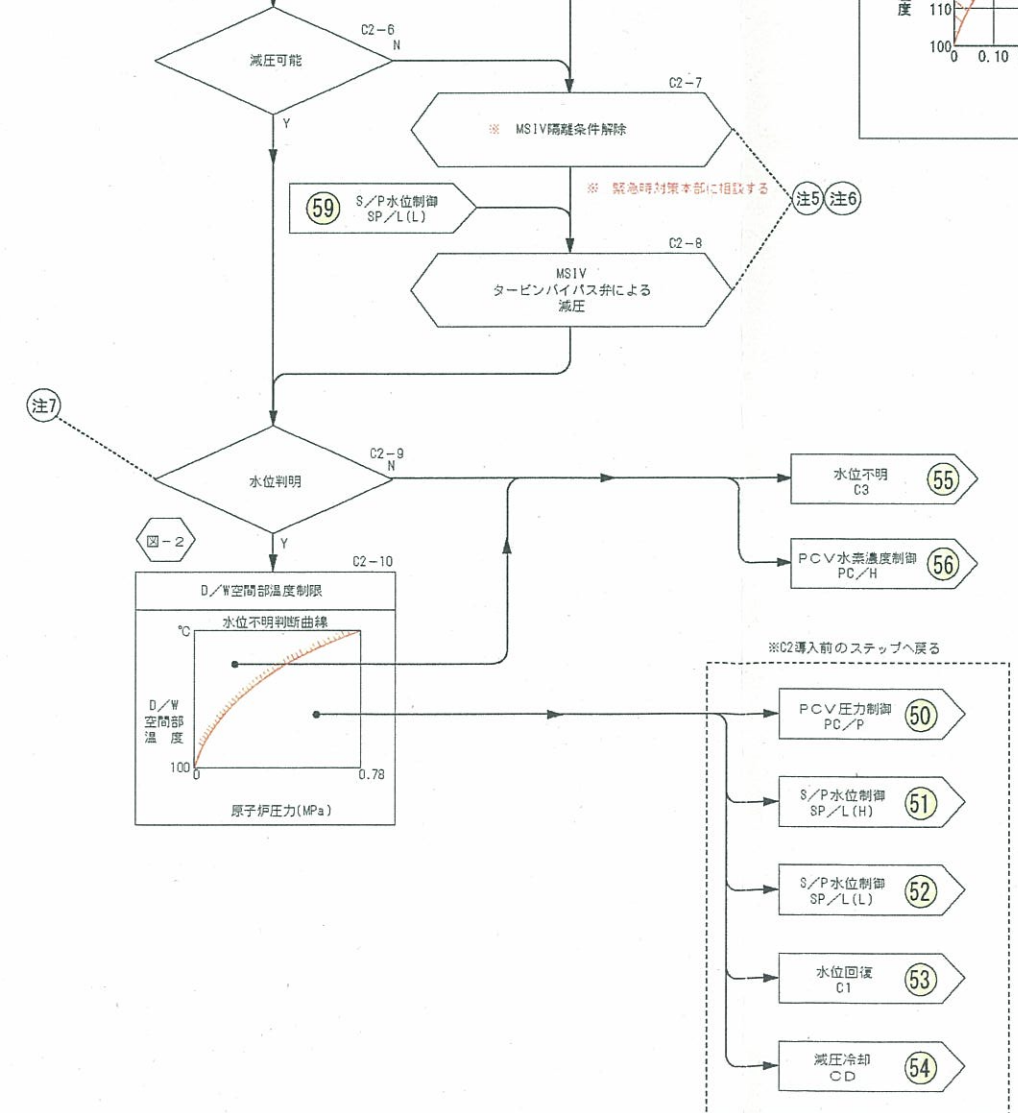 度
110
100
0
0.10
C2-6
減圧可能
N
Y
C2-7
※ MSIV隔離条件解除
※ 緊急時対策本部に相談する
注5
注6
59
S/P水位制御
SP/L(L)
C2-8
MSIV
タービンバイパス弁による
減圧
注7
C2-9
水位判明
N
Y
水位不明
C3
55
PCV水素濃度制御
PC/H
56
図-2
C2-10
D/W空間部温度制限
水位不明判断曲線
℃
D/W
空間部
温 度
100
0
0.78
原子炉圧力(MPa)
※C2導入前のステップへ戻る
PCV圧力制御
PC/P
50
S/P水位制御
SP/L(H)
51
S/P水位制御
SP/L(L)
52
水位回復
C1
53
減圧冷却
CD
54